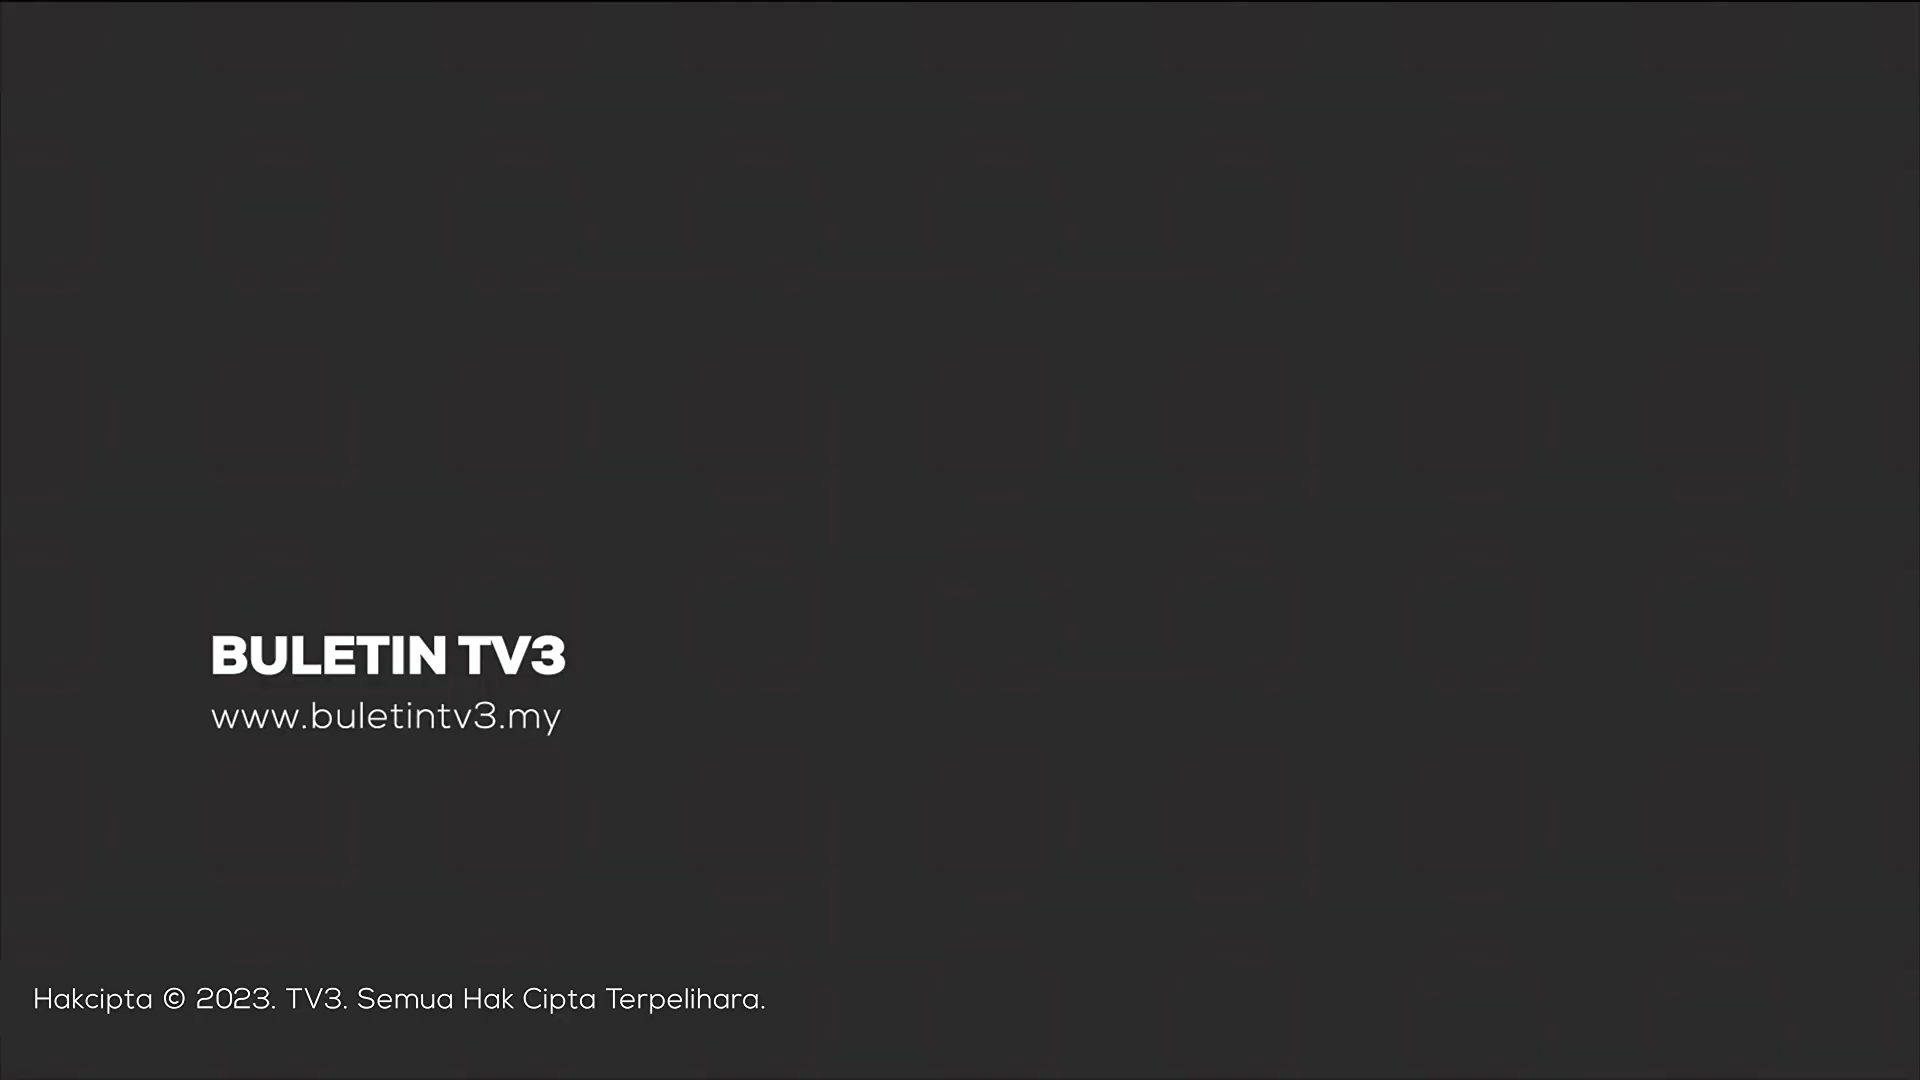 BULETIN TV3
www.buletintv3.my
Hakcipta © 2023. TV3. Semua Hak Cipta Terpelihara.